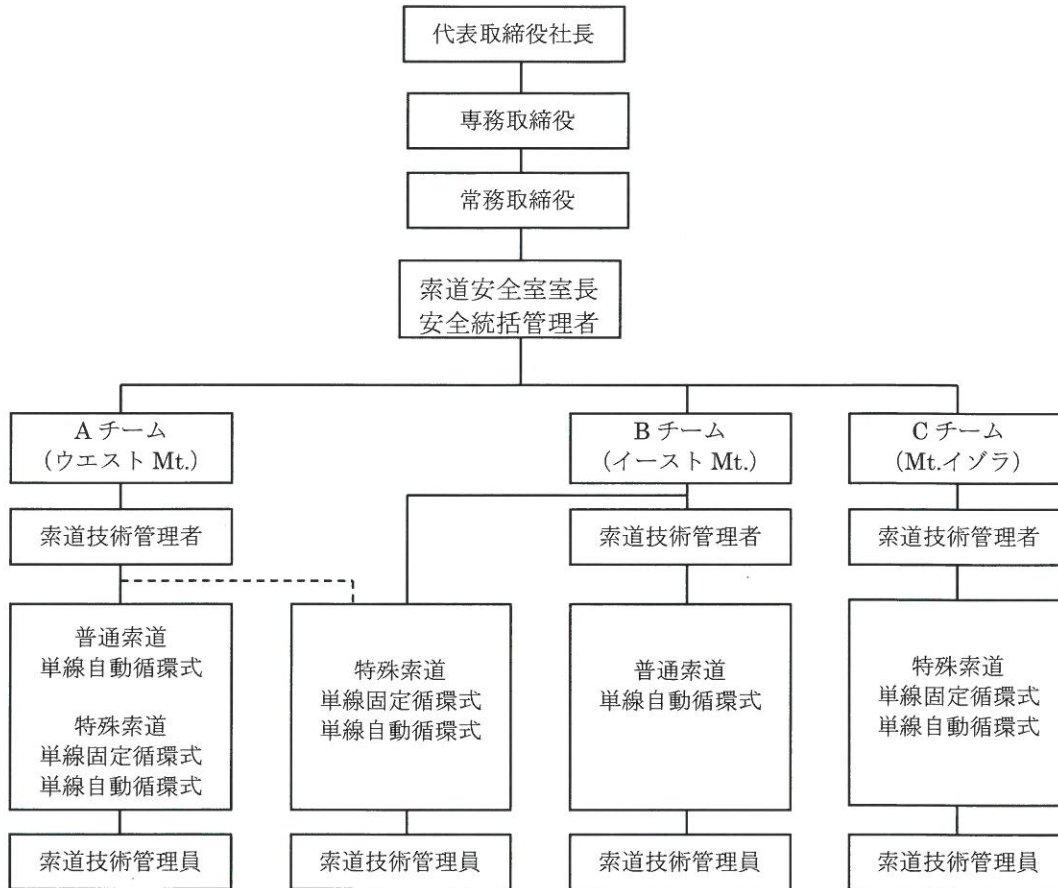 代表取締役社長
専務取締役
常務取締役
索道安全室室長
安全統括管理者
A チーム
（ウエスト Mt.）
B チーム
（イースト Mt.）
C チーム
（Mt.イゾラ）
索道技術管理者
索道技術管理者
索道技術管理者
普通索道
単線自動循環式
特殊索道
単線固定循環式
単線自動循環式
特殊索道
単線固定循環式
単線自動循環式
普通索道
単線自動循環式
特殊索道
単線固定循環式
単線自動循環式
索道技術管理員
索道技術管理員
索道技術管理員
索道技術管理員